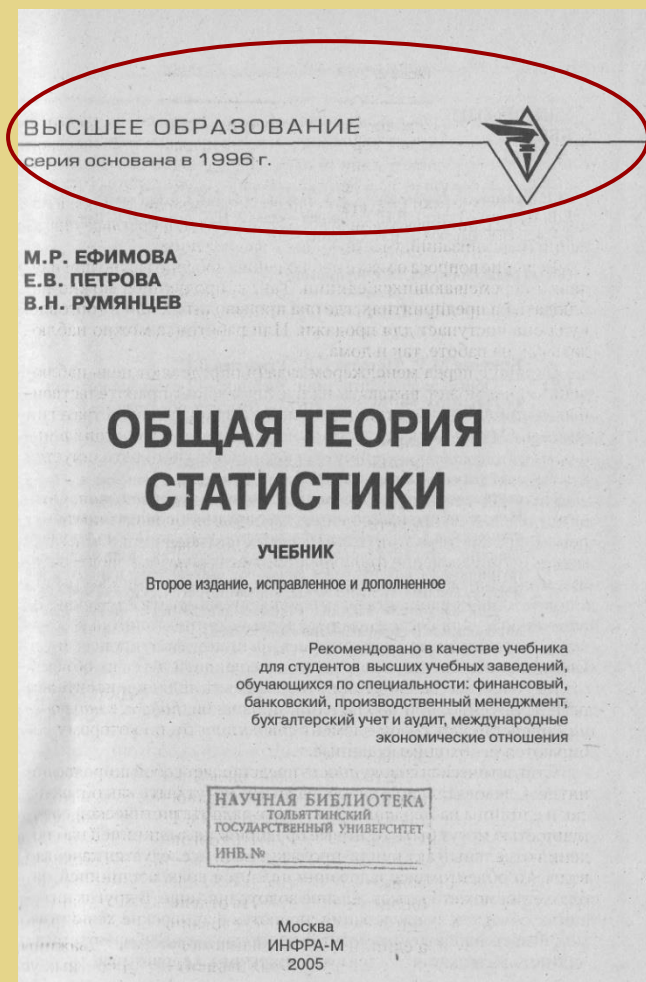 ВЫСШЕЕ ОБРАЗОВАНИЕ
серия основана в 1996 г.
М.Р. ЕФИМОВА
Е.В. ПЕТРОВА
В.Н. РУМЯНЦЕВ
ОБЩАЯ ТЕОРИЯ
СТАТИСТИКИ
УЧЕБНИК
Второе издание, исправленное и дополненное
Рекомендовано в качестве учебника
для студентов высших учебных заведений,
обучающихся по специальности: финансовый,
банковский, производственный менеджмент,
бухгалтерский учет и аудит, международные
экономические отношения
НАУЧНАЯ БИБЛИОТЕКА
ТОЛЬЯТТИНСКИЙ
ГОСУДАРСТВЕННЫЙ УНИВЕРСИТЕТ
ИНВ. №
Москва
ИНФРА-М
2005